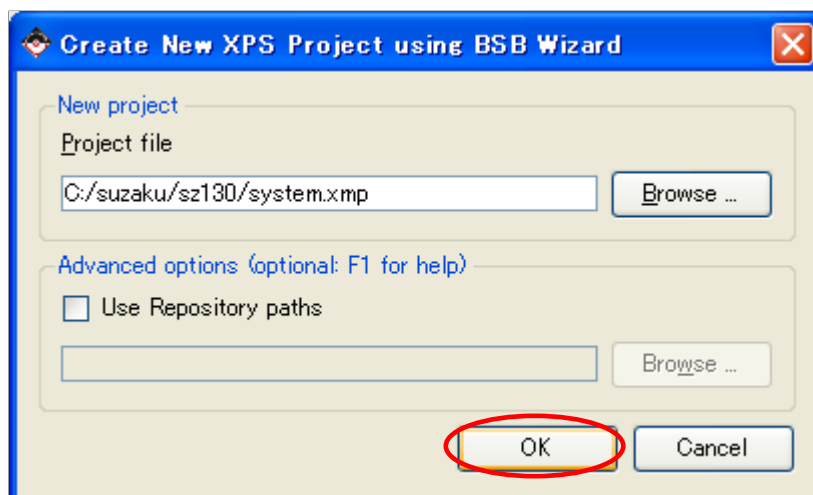 Create New XPS Project using BSB Wizard
New project
Project file
C:/suzaku/sz130/system.xmp
Browse ...
Advanced options (optional: F1 for help)
Use Repository paths
Browse ...
OK
Cancel